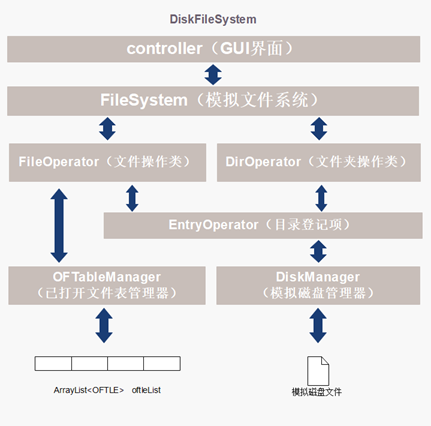 DiskFileSystem
controller（GUI界面）
FileSystem（模拟文件系统）
FileOperator（文件操作类）
DirOperator（文件夹操作类）
EntryOperator（目录登记项）
OFTableManager
（已打开文件表管理器）
DiskManager
（模拟磁盘管理器）
ArrayList<OFTLE> oftleList
模拟磁盘文件